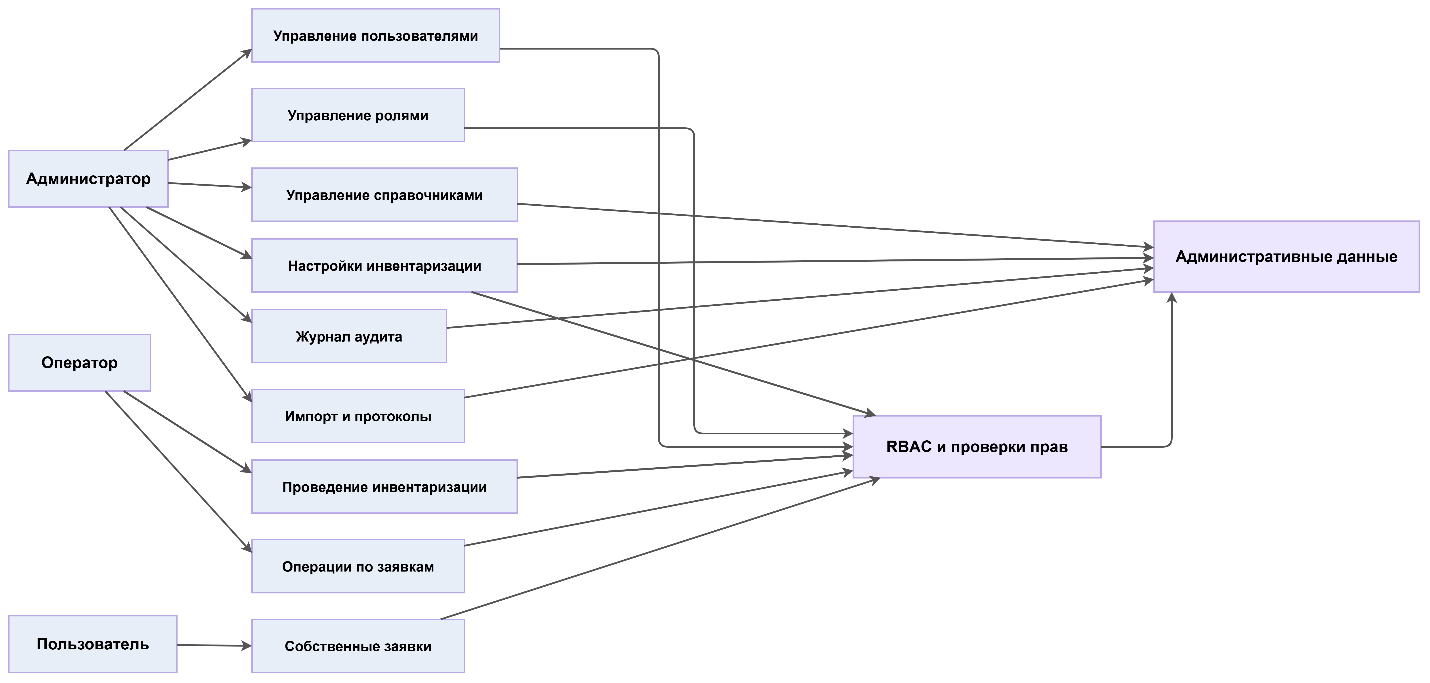 Управление пользователями
Управление ролями
Администратор
Управление справочниками
Настройки инвентаризации
Административные данные
Журнал аудита
Оператор
Импорт и протоколы
RBAC и проверки прав
Проведение инвентаризации
Операции по заявкам
Пользователь
Собственные заявки